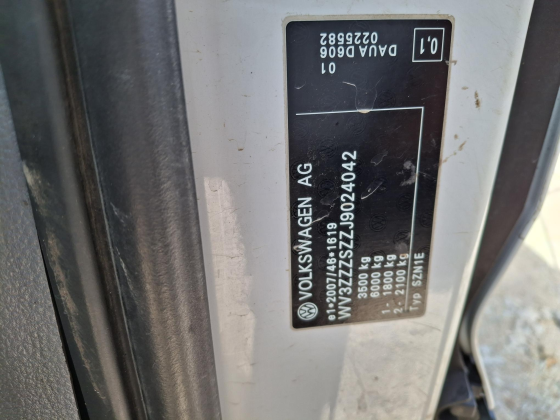 VOLKSWAGEN AG
e1*2007/46*1619
WV3ZZZSZZJ9024042
3500 kg
6000 kg
1 - 1800 kg
2 - 2100 kg
Typ SZN1E
01
DAUA D606
0225582
0,1